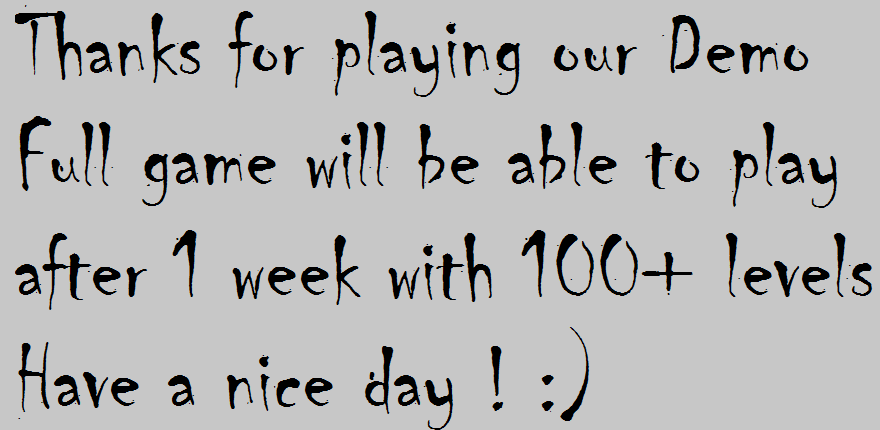 Thanks for playing our Demo
Full game will be able to play
after 1 week with 100+ levels
Have a nice day ! :)